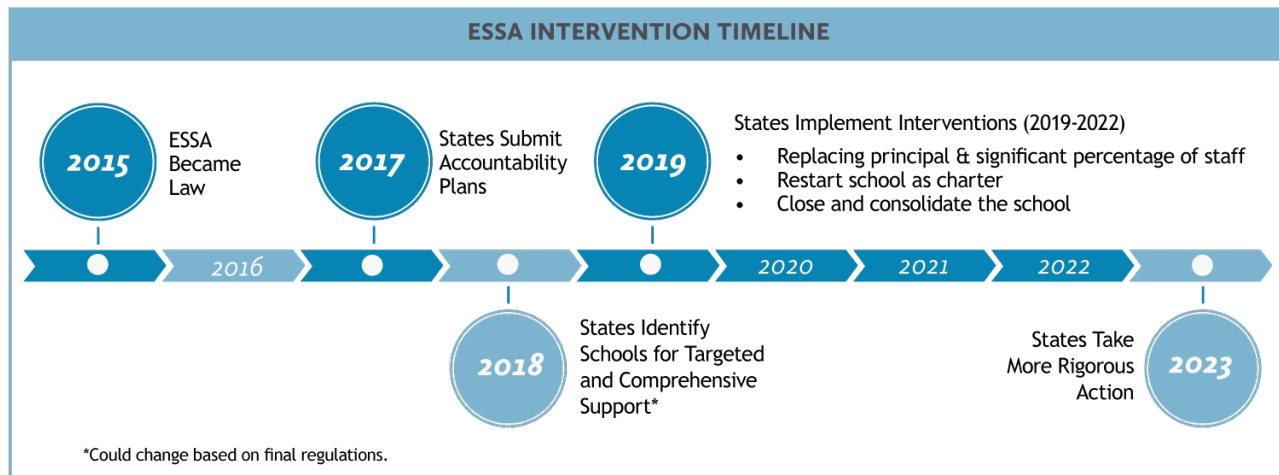 ESSA INTERVENTION TIMELINE
2015
ESSA
Became
Law
2017
States Submit
Accountability
Plans
2019
States Implement Interventions (2019-2022)
• Replacing principal & significant percentage of staff
• Restart school as charter
• Close and consolidate the school
2016
2020
2021
2022
2018
States Identify
Schools for Targeted
and Comprehensive
Support*
States Take
More Rigorous
Action
2023
*Could change based on final regulations.